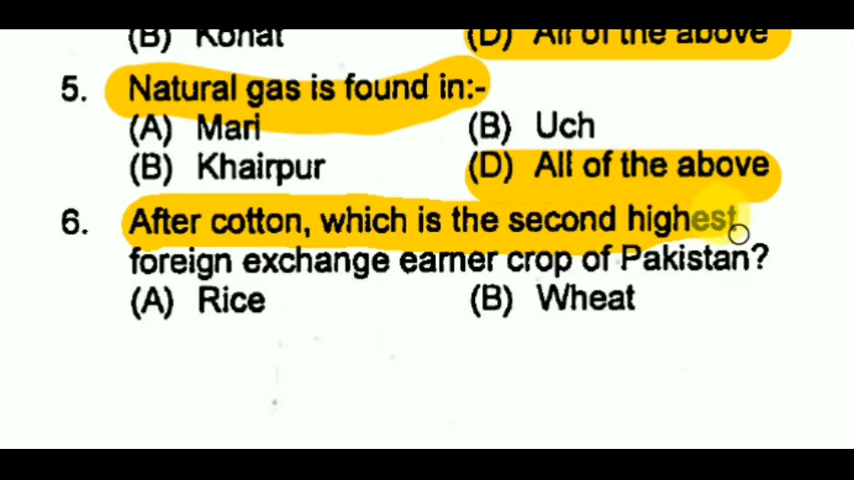 (B) Kohat (D) All of the above
5. Natural gas is found in:-
(A) Mari (B) Uch
(B) Khairpur (D) All of the above
6. After cotton, which is the second highest
foreign exchange earner crop of Pakistan?
(A) Rice (B) Wheat